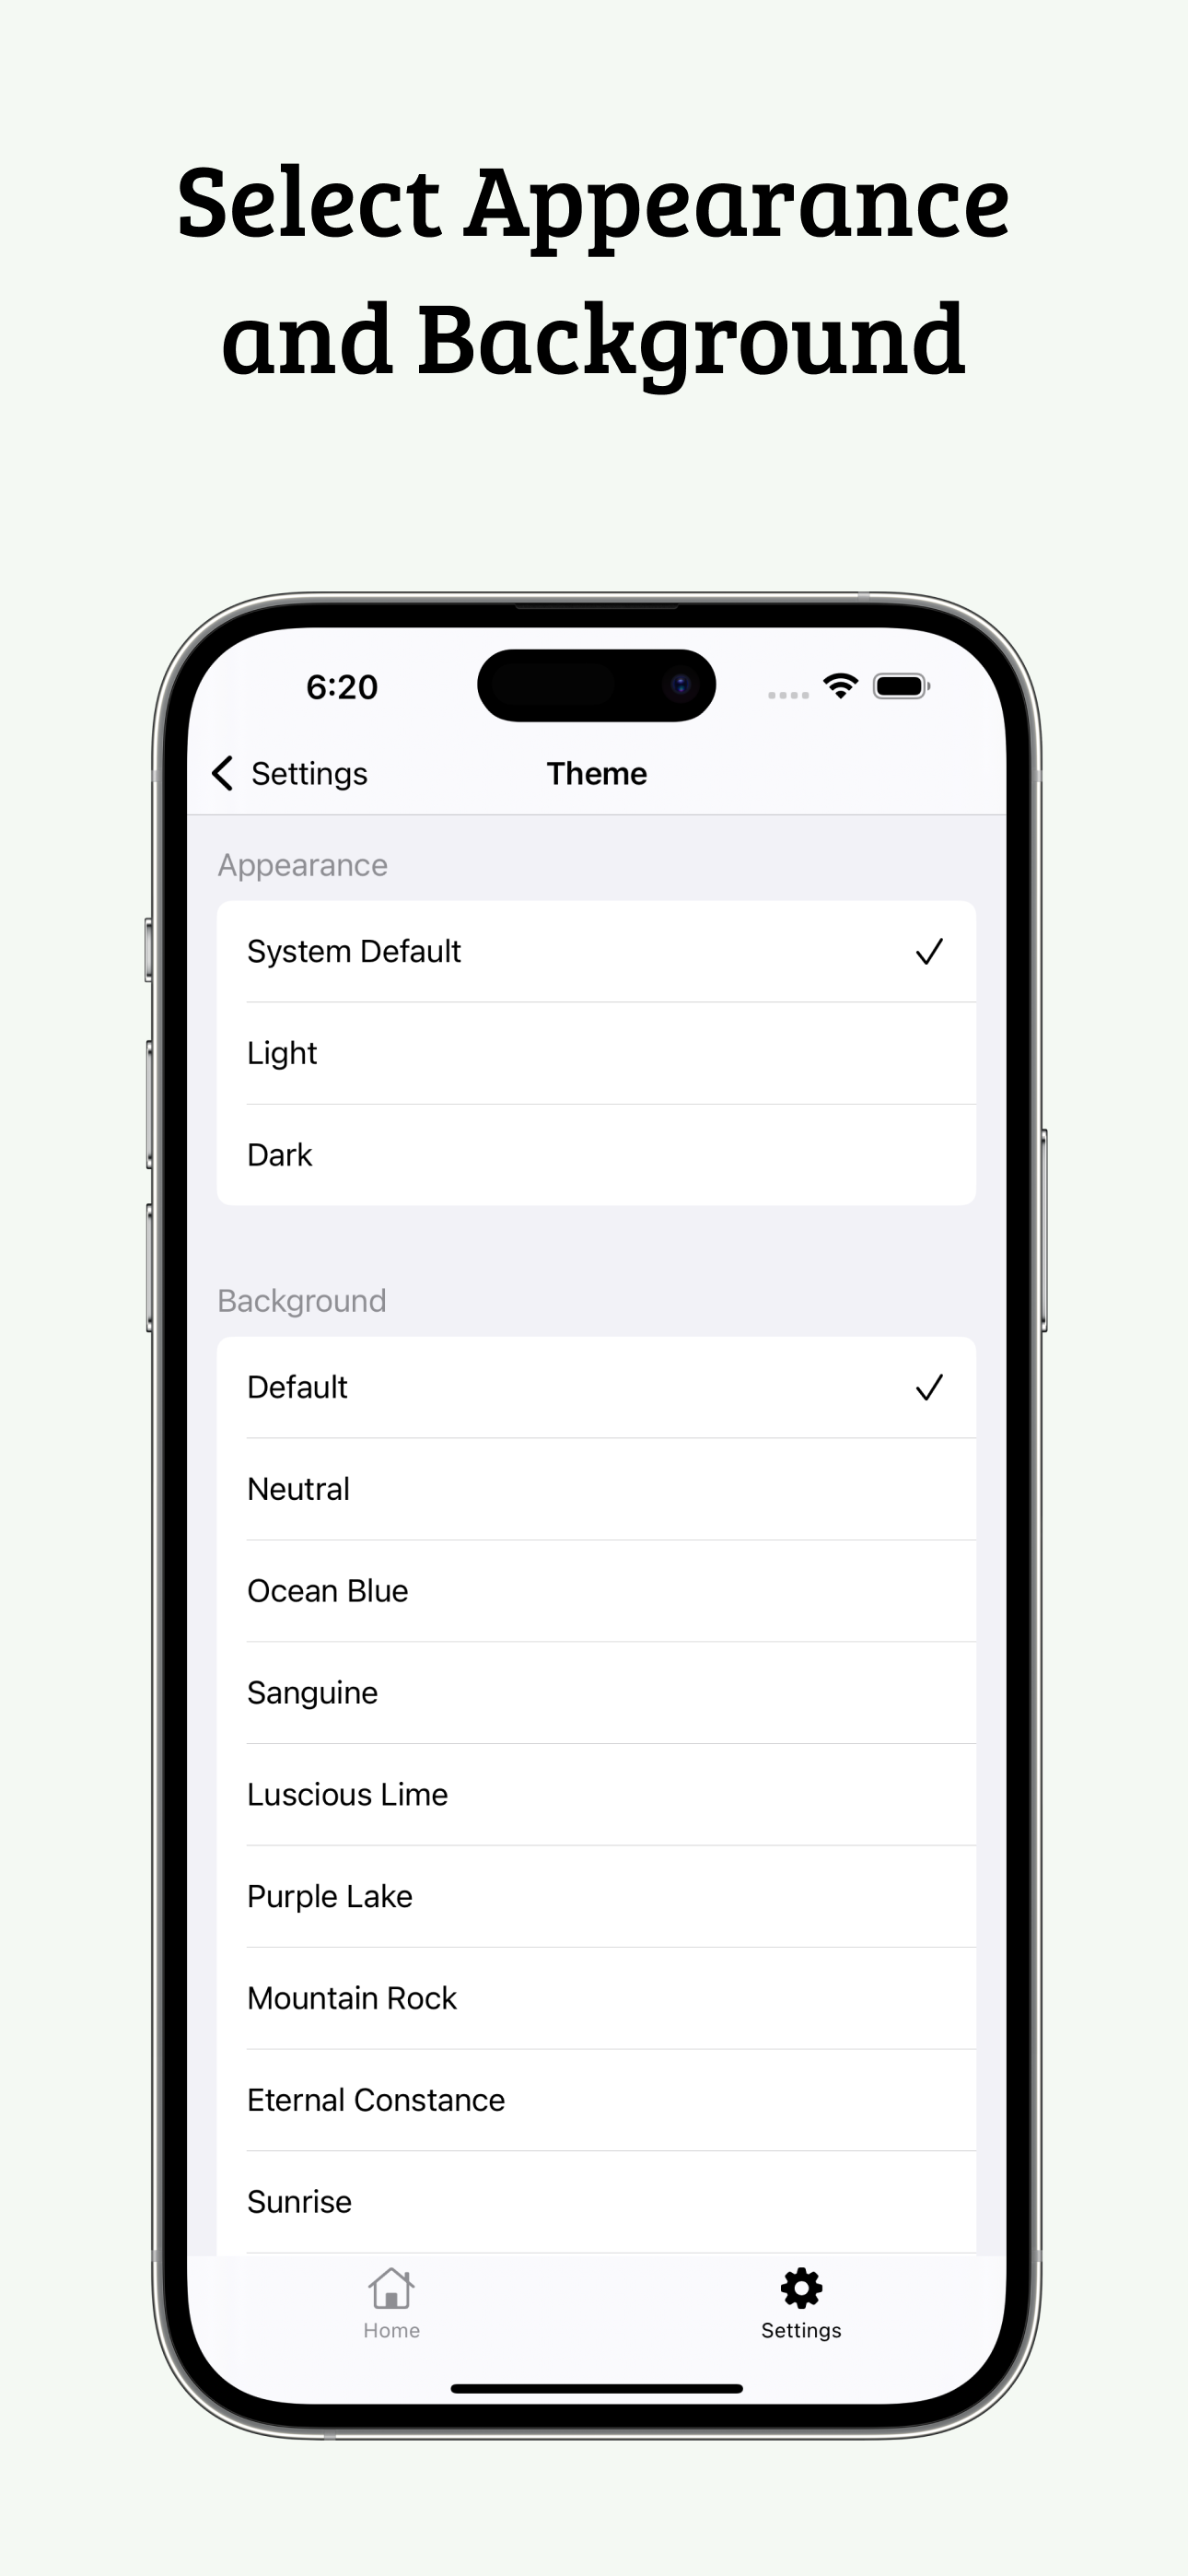 Select Appearance
and Background
6:20
Settings
Theme
Appearance
System Default
Light
Dark
Background
Default
Neutral
Ocean Blue
Sanguine
Luscious Lime
Purple Lake
Mountain Rock
Eternal Constance
Sunrise
Home
Settings